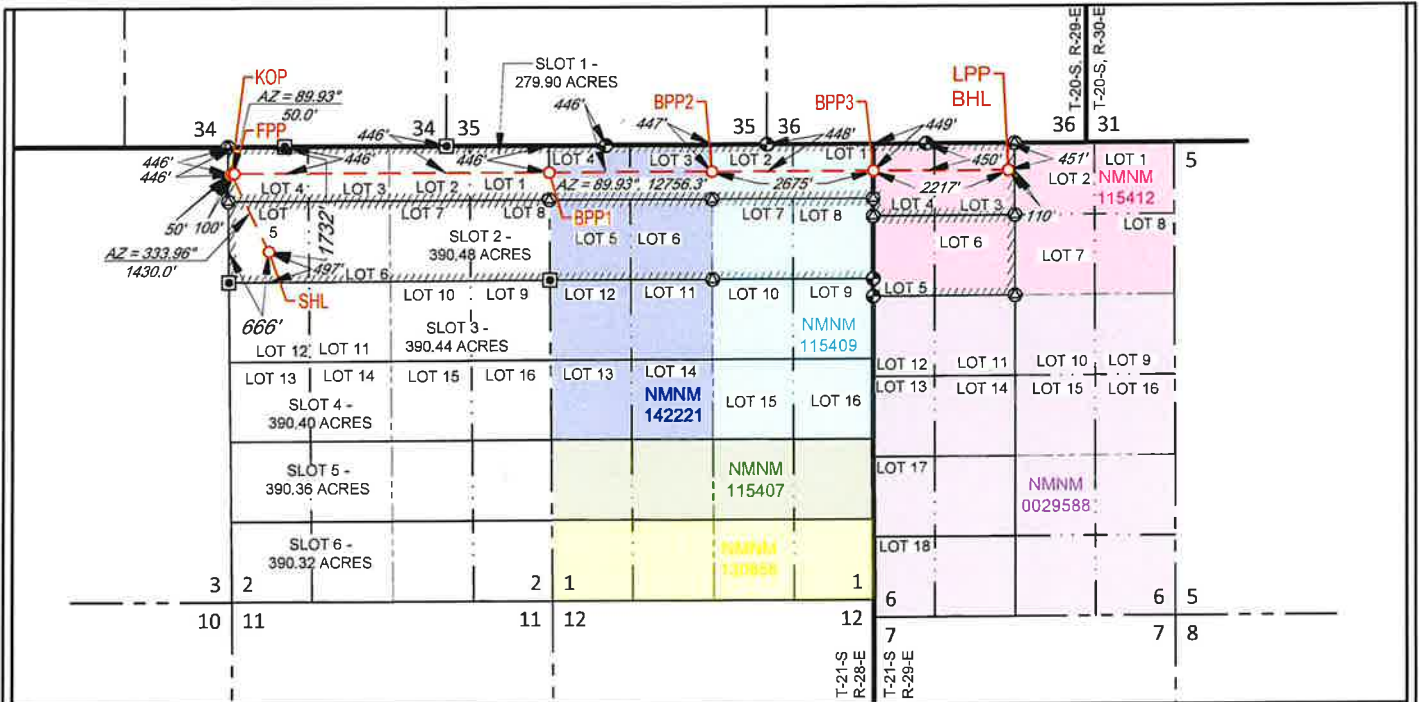 T-20-S, R-29-E
T-20-S, R-30-E
SLOT 1 -
279.90 ACRES
KOP
AZ = 89.93°
50.0'
FPP
446'
BPP2
BPP3
LPP
BHL
34
446'
34
35
446'
447'
35
36
448'
449'
36
31
446'
446'
446'
450'
451'
LOT 4
LOT 3
LOT 2
LOT 1
LOT 1
5
LOT 2
NMNM
115412
LOT 4
LOT 3
LOT 2
LOT 1
AZ = 89.93°, 12756.3'
2675'
2217'
110'
50'
100'
LOT
LOT 7
LOT 8
BPP1
LOT 7
LOT 8
LOT 4
LOT 3
LOT 8
AZ = 333.96°
1430.0'
5
1732'
SLOT 2 -
390.48 ACRES
LOT 5
LOT 6
LOT 6
LOT 7
497'
LOT 6
SHL
666'
LOT 10
LOT 9
LOT 12
LOT 11
LOT 10
LOT 9
LOT 5
SLOT 3 -
390.44 ACRES
NMNM
115409
LOT 12
LOT 11
LOT 12
LOT 11
LOT 10
LOT 9
LOT 13
LOT 14
LOT 15
LOT 16
LOT 13
LOT 14
LOT 13
LOT 14
LOT 15
LOT 16
SLOT 4 -
390.40 ACRES
NMNM
142221
LOT 15
LOT 16
SLOT 5 -
390.36 ACRES
NMNM
115407
LOT 17
NMNM
0029588
SLOT 6 -
390.32 ACRES
NMNM
LOT 18
3
2
2
1
1
6
6
5
10
11
11
12
12
7
7
8
T-21-S
R-28-E
T-21-S
R-29-E